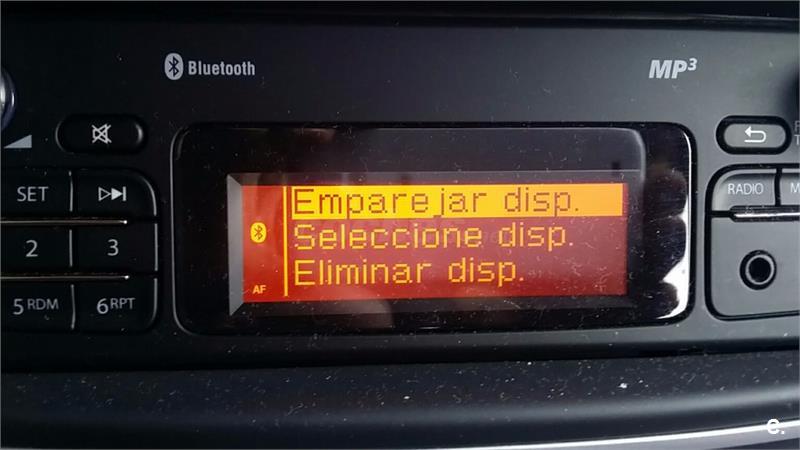 Bluetooth
MP3
SET
RADIO
2
3
5 RDM
6 RPT
Emparejar disp.
Seleccione disp.
Eliminar disp.
AF
e.